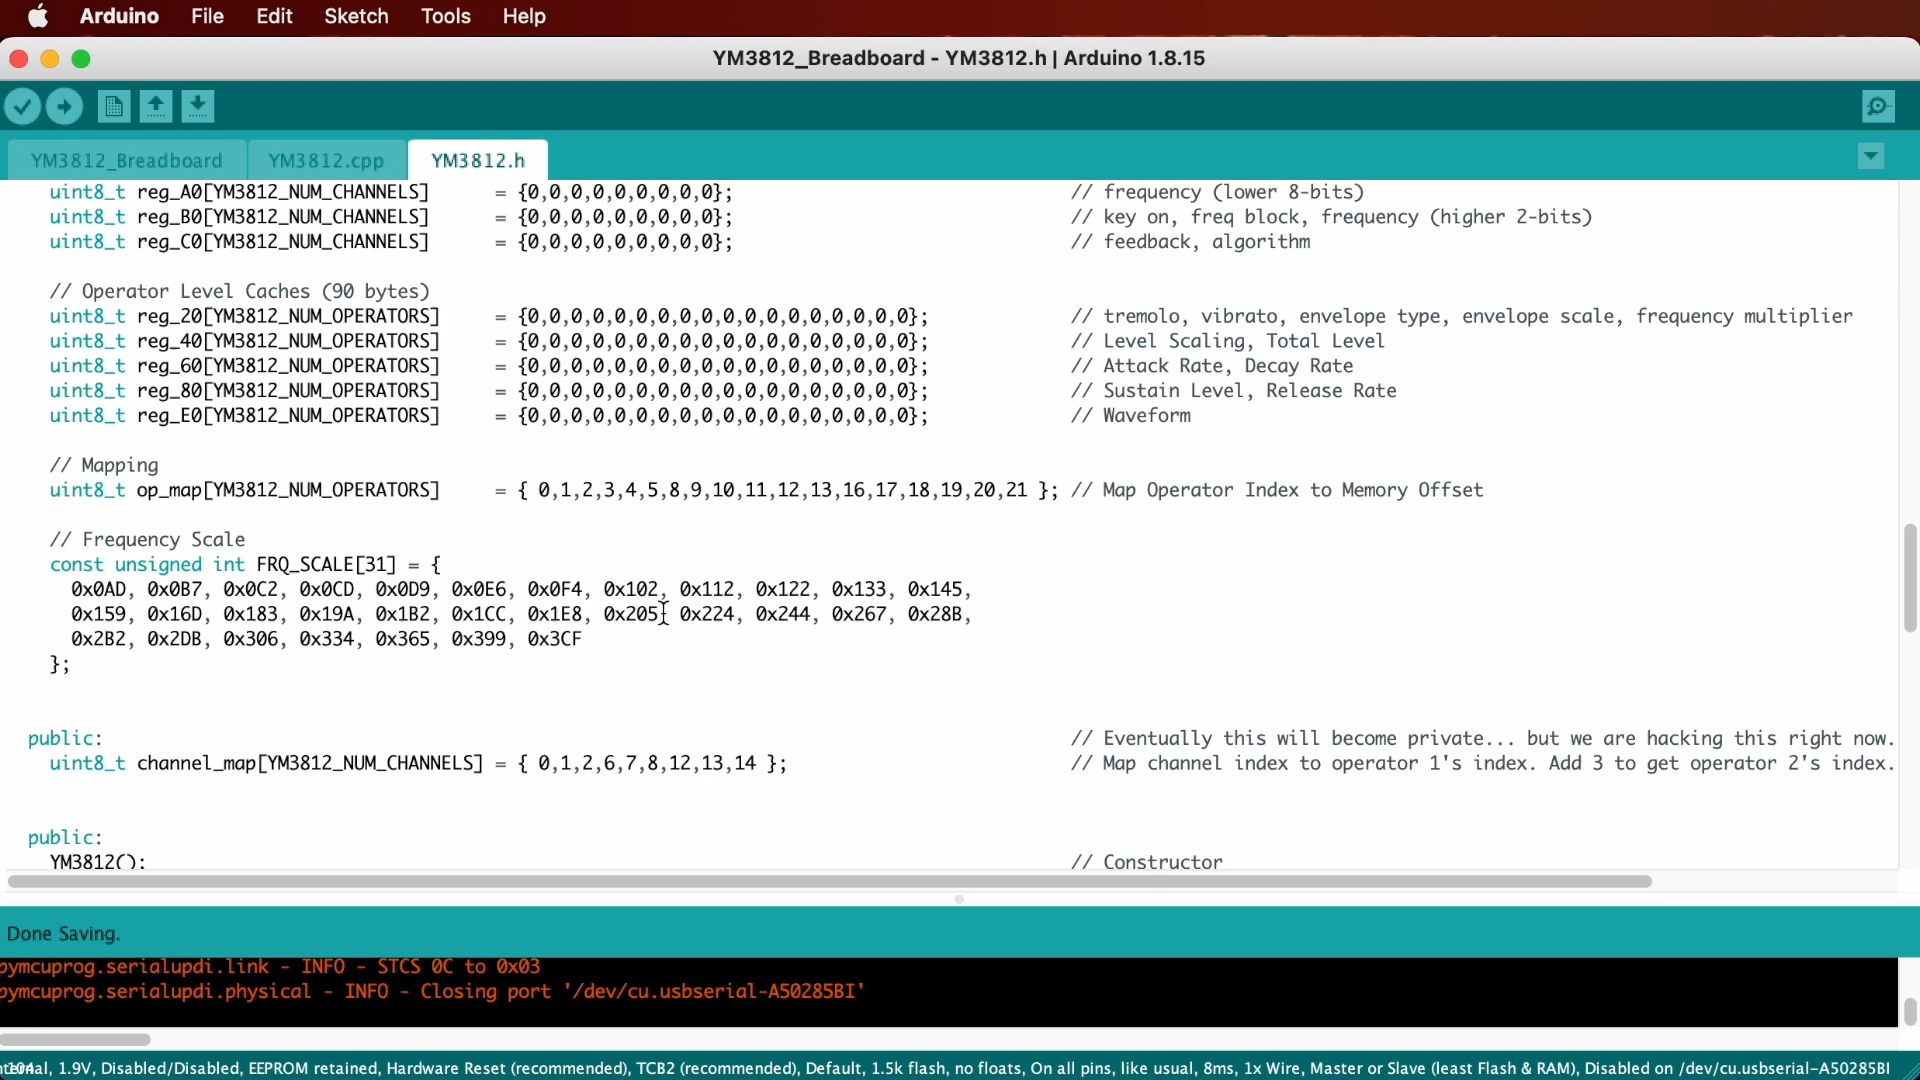 Arduino File Edit Sketch Tools Help
YM3812_Breadboard - YM3812.h | Arduino 1.8.15
YM3812_Breadboard YM3812.cpp YM3812.h
uint8_t reg_A0[YM3812_NUM_CHANNELS] = {0,0,0,0,0,0,0,0,0}; // frequency (lower 8-bits)
uint8_t reg_B0[YM3812_NUM_CHANNELS] = {0,0,0,0,0,0,0,0,0}; // key on, freq block, frequency (higher 2-bits)
uint8_t reg_C0[YM3812_NUM_CHANNELS] = {0,0,0,0,0,0,0,0,0}; // feedback, algorithm
// Operator Level Caches (90 bytes)
uint8_t reg_20[YM3812_NUM_OPERATORS] = {0,0,0,0,0,0,0,0,0,0,0,0,0,0,0,0,0,0}; // tremolo, vibrato, envelope type, envelope scale, frequency multiplier
uint8_t reg_40[YM3812_NUM_OPERATORS] = {0,0,0,0,0,0,0,0,0,0,0,0,0,0,0,0,0,0}; // Level Scaling, Total Level
uint8_t reg_60[YM3812_NUM_OPERATORS] = {0,0,0,0,0,0,0,0,0,0,0,0,0,0,0,0,0,0}; // Attack Rate, Decay Rate
uint8_t reg_80[YM3812_NUM_OPERATORS] = {0,0,0,0,0,0,0,0,0,0,0,0,0,0,0,0,0,0}; // Sustain Level, Release Rate
uint8_t reg_E0[YM3812_NUM_OPERATORS] = {0,0,0,0,0,0,0,0,0,0,0,0,0,0,0,0,0,0}; // Waveform
// Mapping
uint8_t op_map[YM3812_NUM_OPERATORS] = { 0,1,2,3,4,5,8,9,10,11,12,13,16,17,18,19,20,21 }; // Map Operator Index to Memory Offset
// Frequency Scale
const unsigned int FRQ_SCALE[31] = {
0x0AD, 0x0B7, 0x0C2, 0x0CD, 0x0D9, 0x0E6, 0x0F4, 0x102, 0x112, 0x122, 0x133, 0x145,
0x159, 0x16D, 0x183, 0x19A, 0x1B2, 0x1CC, 0x1E8, 0x205, 0x224, 0x244, 0x267, 0x28B,
0x2B2, 0x2DB, 0x306, 0x334, 0x365, 0x399, 0x3CF
};
public: // Eventually this will become private... but we are hacking this right now.
uint8_t channel_map[YM3812_NUM_CHANNELS] = { 0,1,2,6,7,8,12,13,14 }; // Map channel index to operator 1's index. Add 3 to get operator 2's index.
public:
YM3812(); // Constructor
Done Saving.
pymcuprog.serialupdi.link - INFO - STCS 0C to 0x03
pymcuprog.serialupdi.physical - INFO - Closing port '/dev/cu.usbserial-A50285BI'
1.9V, Disabled/Disabled, EEPROM retained, Hardware Reset (recommended), TCB2 (recommended), Default, 1.5k flash, no floats, On all pins, like usual, 8ms, 1x Wire, Master or Slave (least Flash & RAM), Disabled on /dev/cu.usbserial-A50285BI